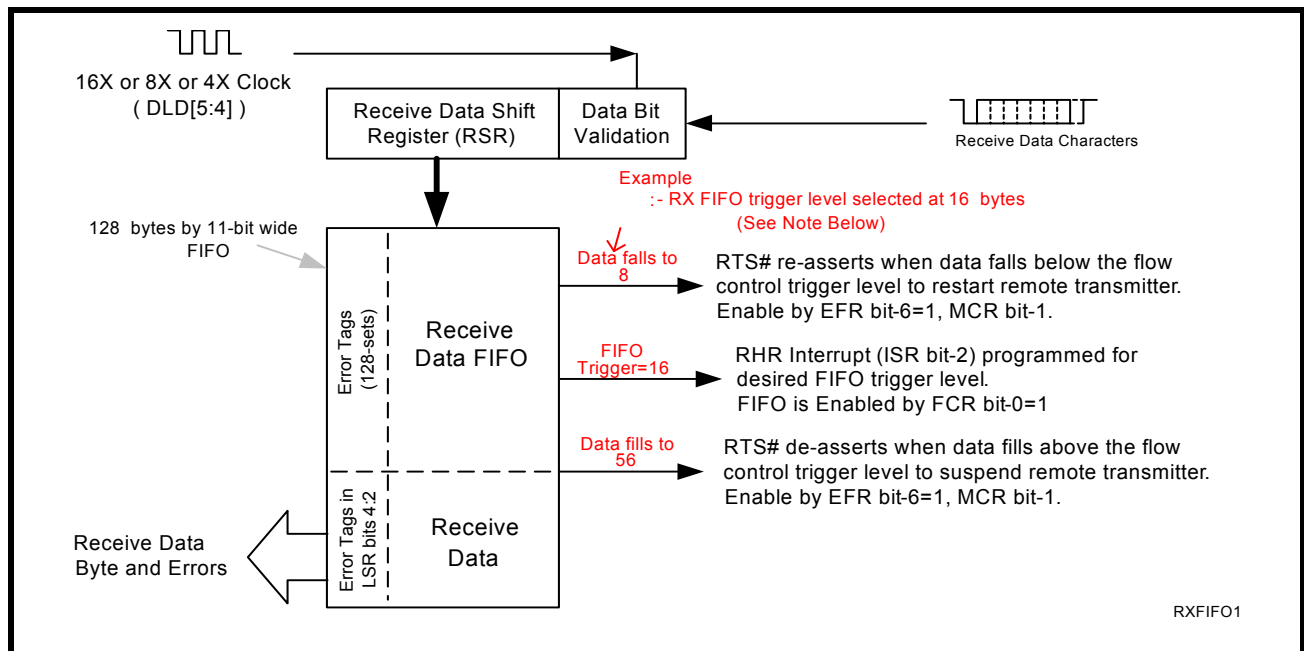 16X or 8X or 4X Clock
( DLD[5:4] )
Receive Data Shift
Register (RSR)
Data Bit
Validation
Receive Data Characters
Example
:- RX FIFO trigger level selected at 16 bytes
(See Note Below)
128 bytes by 11-bit wide
FIFO
Error Tags
(128-sets)
Receive
Data FIFO
Data falls to
8
RTS# re-asserts when data falls below the flow
control trigger level to restart remote transmitter.
Enable by EFR bit-6=1, MCR bit-1.
FIFO
Trigger=16
RHR Interrupt (ISR bit-2) programmed for
desired FIFO trigger level.
FIFO is Enabled by FCR bit-0=1
Data fills to
56
RTS# de-asserts when data fills above the flow
control trigger level to suspend remote transmitter.
Enable by EFR bit-6=1, MCR bit-1.
Error Tags in
LSR bits 4:2
Receive
Data
Receive Data
Byte and Errors
RXFIFO1